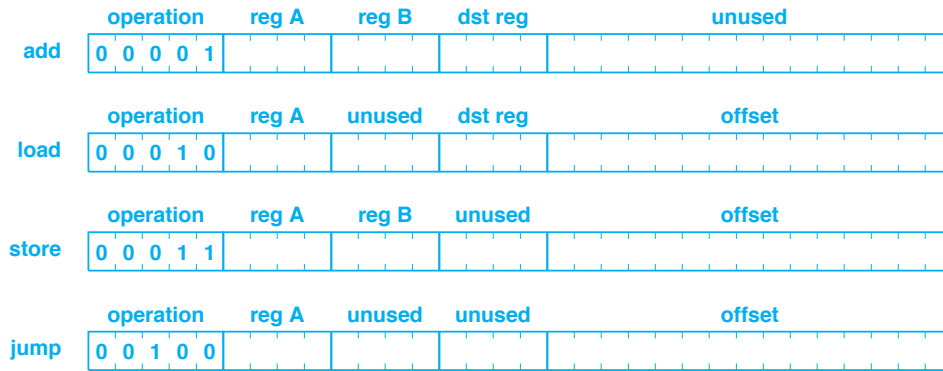 operation reg A reg B dst reg unused
add 0 0 0 0 1
operation reg A unused dst reg offset
load 0 0 0 1 0
operation reg A reg B unused offset
store 0 0 0 1 1
operation reg A unused unused offset
jump 0 0 1 0 0